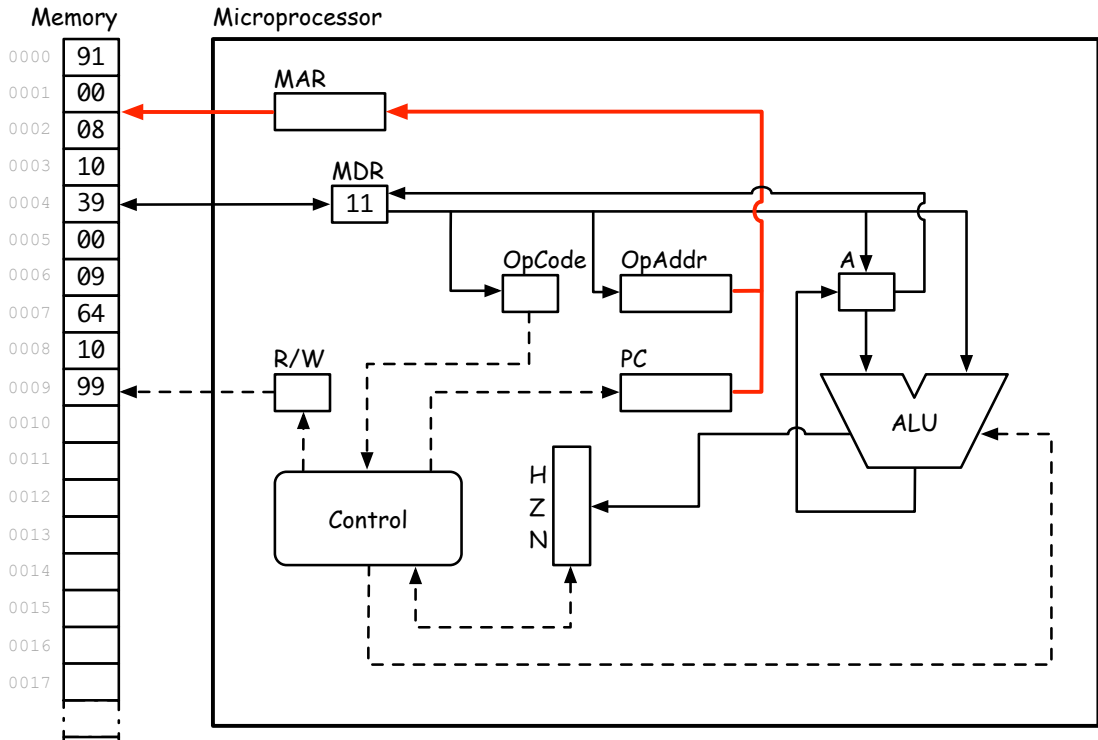 Memory Microprocessor
0000 91
MAR
0001 00
0002 08
0003 10
MDR
0004 39 11
0005 00
OpCode OpAddr A
0006 09
0007 64
0008 10
R/W PC
0009 99
0010
ALU
0011
H
0012
Z
Control
N
0013
0014
0015
0016
0017